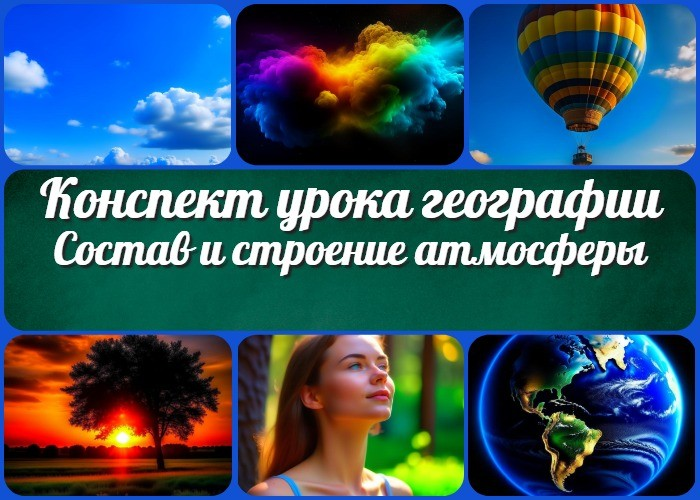 Конспект урока географии
Состав и строение атмосферы